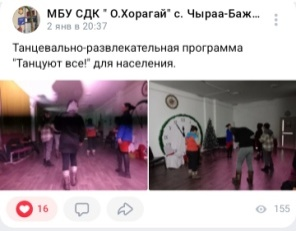 МБУ СДК " О.Хорагай" с. Чыраа-Баж...
2 янв в 20:37
Танцевально-развлекательная программа
"Танцуют все!" для населения.
16
155